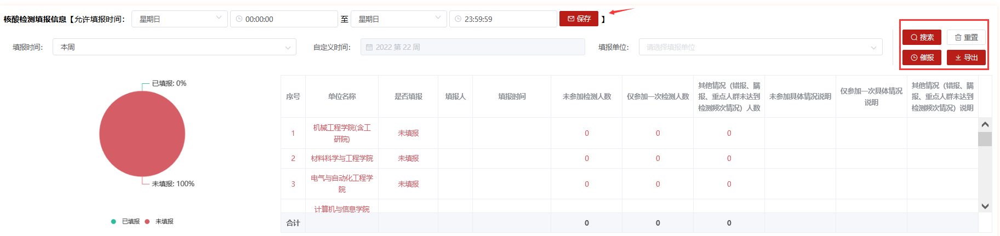 核酸检测填报信息【允许填报时间： 星期日 00:00:00 至 星期日 23:59:59 保存 】
填报时间： 本周 自定义时间： 2022 第 22 周 填报单位： 请选择填报单位
搜索 重置
催报 导出
已填报: 0%
未填报: 100%
已填报 未填报
序号 单位名称 是否填报 填报人 填报时间 未参加检测人数 仅参加一次检测人数
其他情况（错报、瞒
报、重点人群未达到
检测频次情况）人数
未参加具体情况说明
仅参加一次具体情况
说明
其他情况（错报、瞒
报、重点人群未达到
检测频次情况）说明
1 机械工程学院(含工
研院) 未填报 0 0 0
2 材料科学与工程学院 未填报 0 0 0
3 电气与自动化工程学
院 未填报 0 0 0
计算机与信息学院
合计 0 0 0